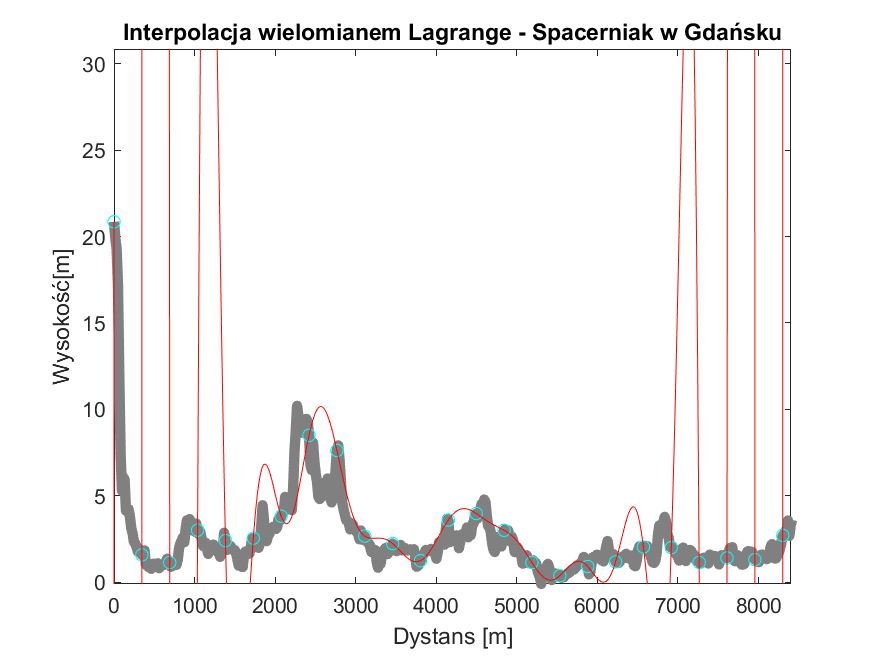 Interpolacja wielomianem Lagrange - Spacerniak w Gdańsku
30
25
20
15
10
5
0
Wysokość[m]
0 1000 2000 3000 4000 5000 6000 7000 8000
Dystans [m]